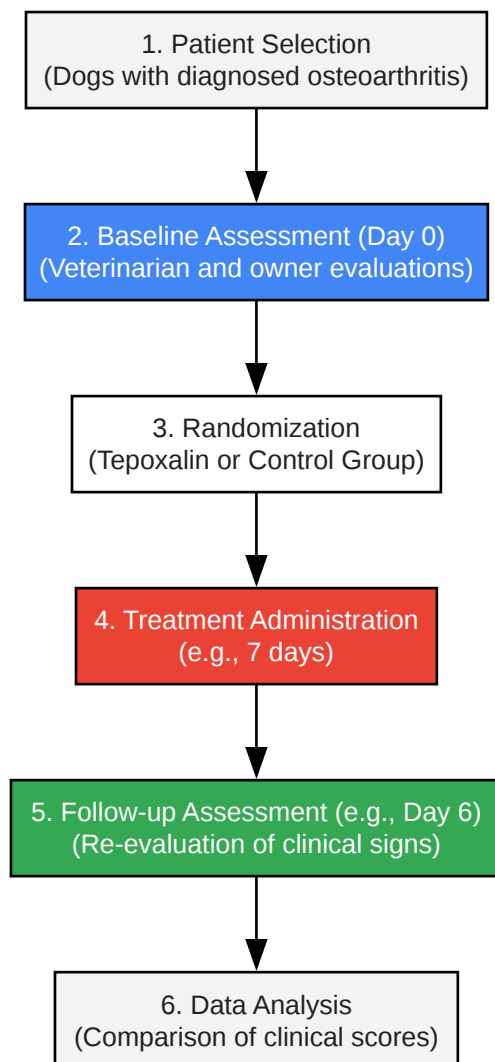 1. Patient Selection
(Dogs with diagnosed osteoarthritis)
2. Baseline Assessment (Day 0)
(Veterinarian and owner evaluations)
3. Randomization
(Tepoxalin or Control Group)
4. Treatment Administration
(e.g., 7 days)
5. Follow-up Assessment (e.g., Day 6)
(Re-evaluation of clinical signs)
6. Data Analysis
(Comparison of clinical scores)